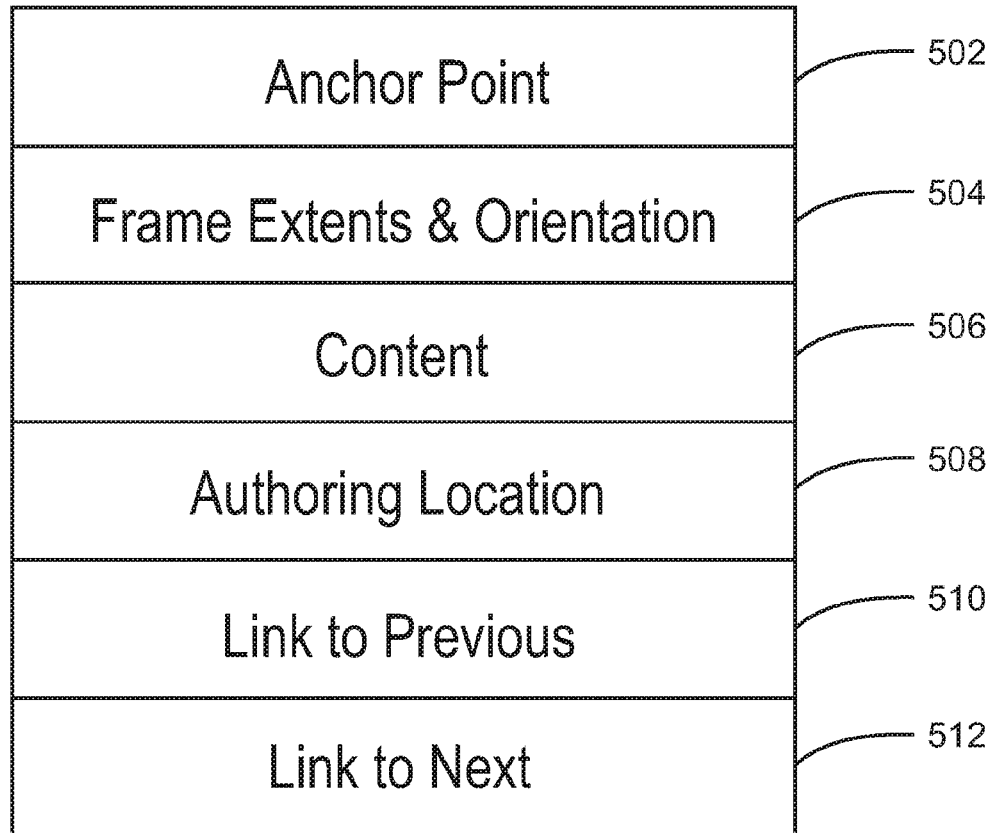 Anchor Point 502
Frame Extents & Orientation 504
Content 506
Authoring Location 508
Link to Previous 510
Link to Next 512